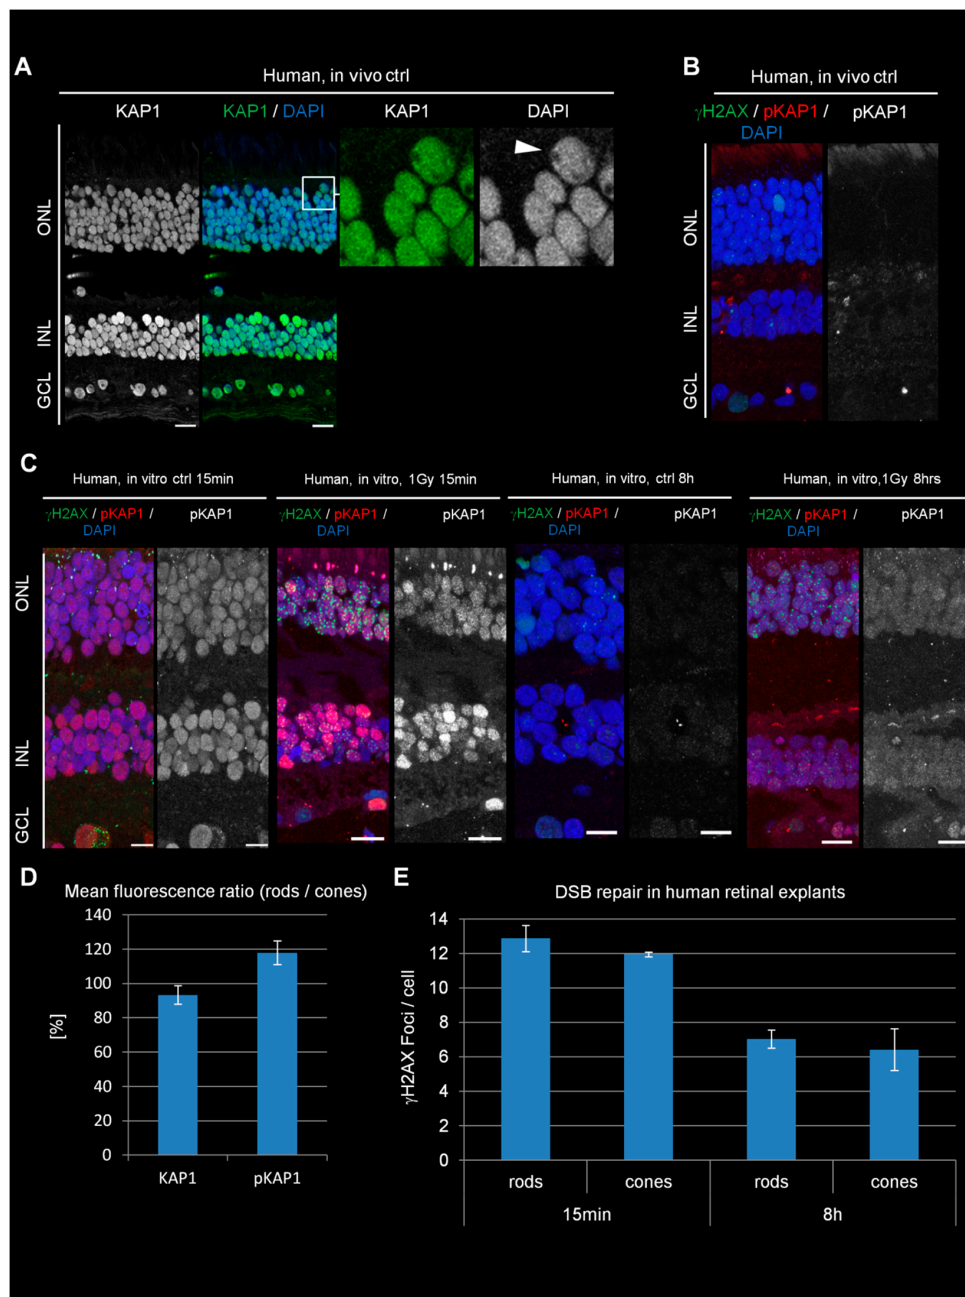 A
Human, in vivo ctrl
KAP1
KAP1 / DAPI
KAP1
DAPI
ONL
INL
GCL
B
Human, in vivo ctrl
γH2AX / pKAP1 /
DAPI
pKAP1
ONL
INL
GCL
C
Human, in vitro ctrl 15min
γH2AX / pKAP1 /
DAPI
pKAP1
Human, in vitro, 1Gy 15min
γH2AX / pKAP1 /
DAPI
pKAP1
Human, in vitro, ctrl 8h
γH2AX / pKAP1 /
DAPI
pKAP1
Human, in vitro,1Gy 8hrs
γH2AX / pKAP1 /
DAPI
pKAP1
ONL
INL
GCL
D
Mean fluorescence ratio (rods / cones)
[%]
140
120
100
80
60
40
20
0
KAP1
pKAP1
E
DSB repair in human retinal explants
γH2AX Foci / cell
14
12
10
8
6
4
2
0
rods
cones
rods
cones
15min
8h